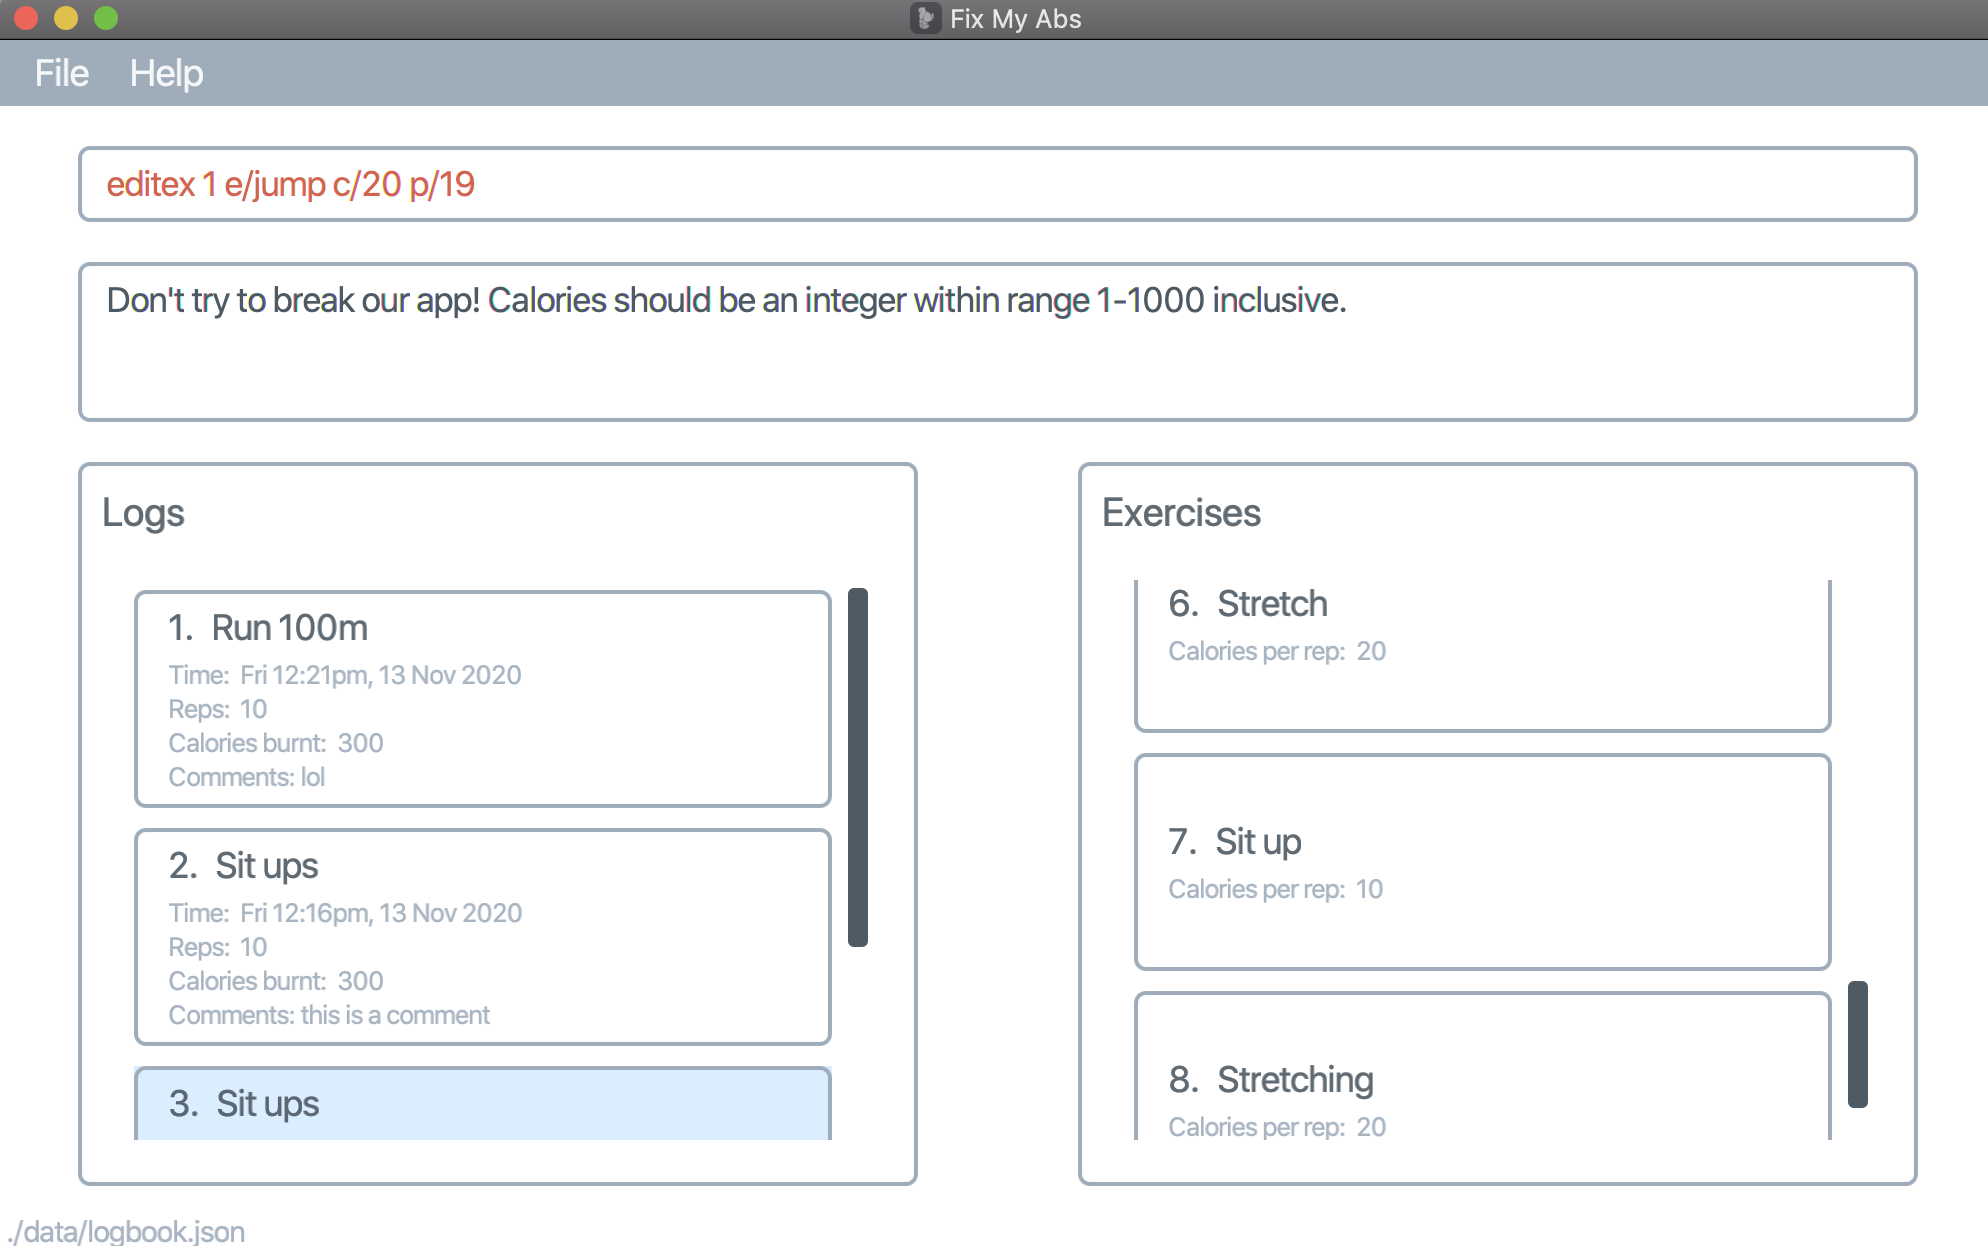 Fix My Abs
File Help
editex 1 e/jump c/20 p/19
Don't try to break our app! Calories should be an integer within range 1-1000 inclusive.
Logs
1. Run 100m
Time: Fri 12:21pm, 13 Nov 2020
Reps: 10
Calories burnt: 300
Comments: lol
2. Sit ups
Time: Fri 12:16pm, 13 Nov 2020
Reps: 10
Calories burnt: 300
Comments: this is a comment
3. Sit ups
Exercises
6. Stretch
Calories per rep: 20
7. Sit up
Calories per rep: 10
8. Stretching
Calories per rep: 20
./data/logbook.json